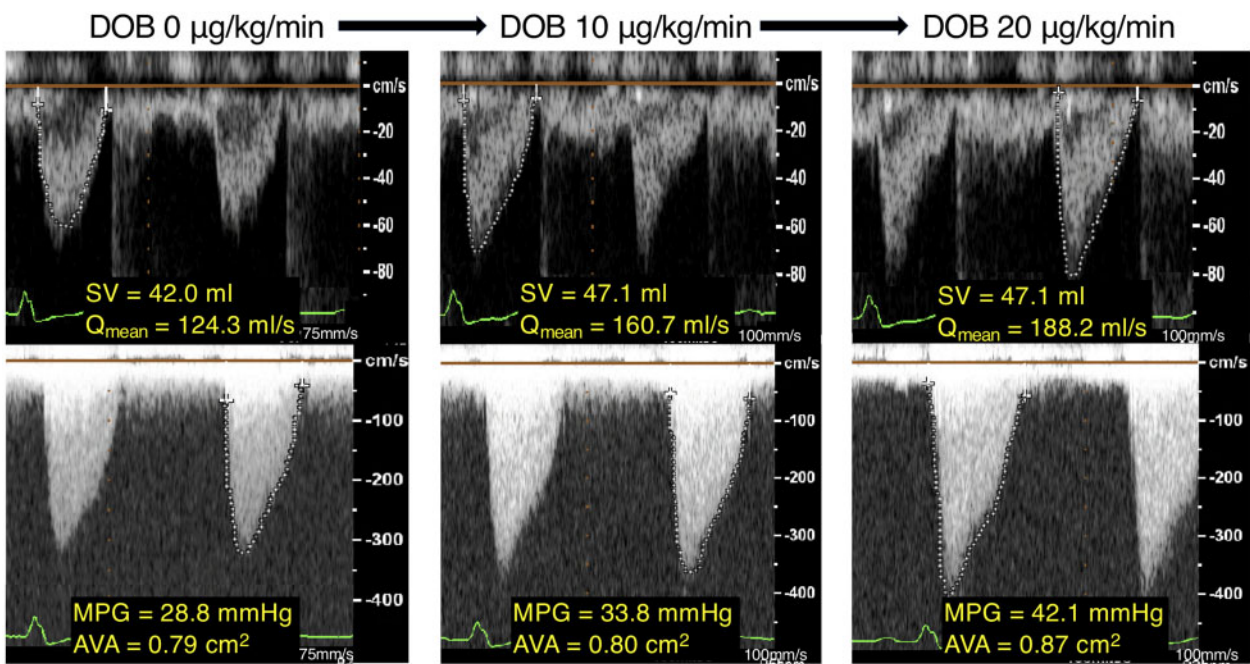 DOB 0 µg/kg/min DOB 10 µg/kg/min DOB 20 µg/kg/min
cm/s
-20
-40
-60
-80
SV = 42.0 ml
Qmean = 124.3 ml/s
75mm/s
cm/s
-20
-40
-60
-80
SV = 47.1 ml
Qmean = 160.7 ml/s
100mm/s
cm/s
-20
-40
-60
-80
SV = 47.1 ml
Qmean = 188.2 ml/s
100mm/s
cm/s
-100
-200
-300
-400
MPG = 28.8 mmHg
AVA = 0.79 cm²
75mm/s
cm/s
-100
-200
-300
-400
MPG = 33.8 mmHg
AVA = 0.80 cm²
100mm/s
cm/s
-100
-200
-300
-400
MPG = 42.1 mmHg
AVA = 0.87 cm²
100mm/s